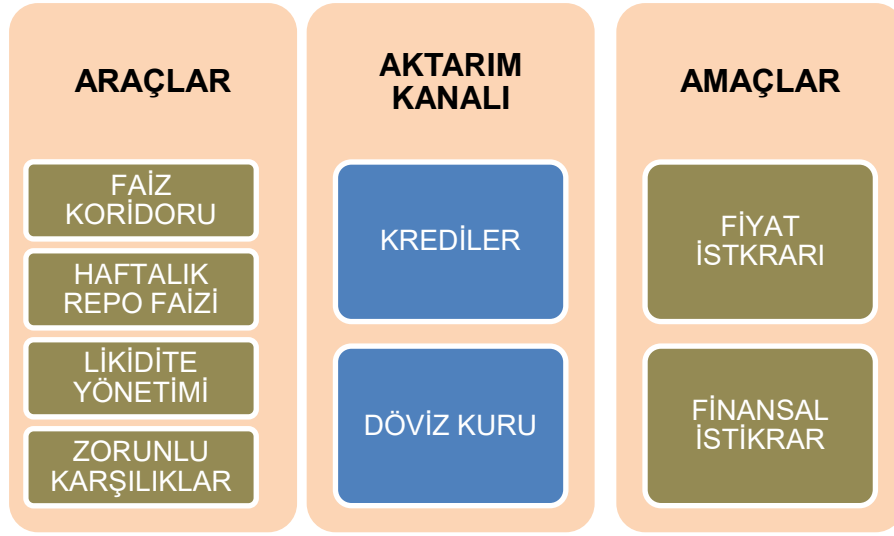 ARAÇLAR
FAİZ
KORİDORU
HAFTALIK
REPO FAİZİ
LİKİDİTE
YÖNETİMİ
ZORUNLU
KARŞILIKLAR
AKTARIM
KANALI
KREDİLER
DÖVİZ KURU
AMAÇLAR
FİYAT
İSTKRARI
FİNANSAL
İSTİKRAR